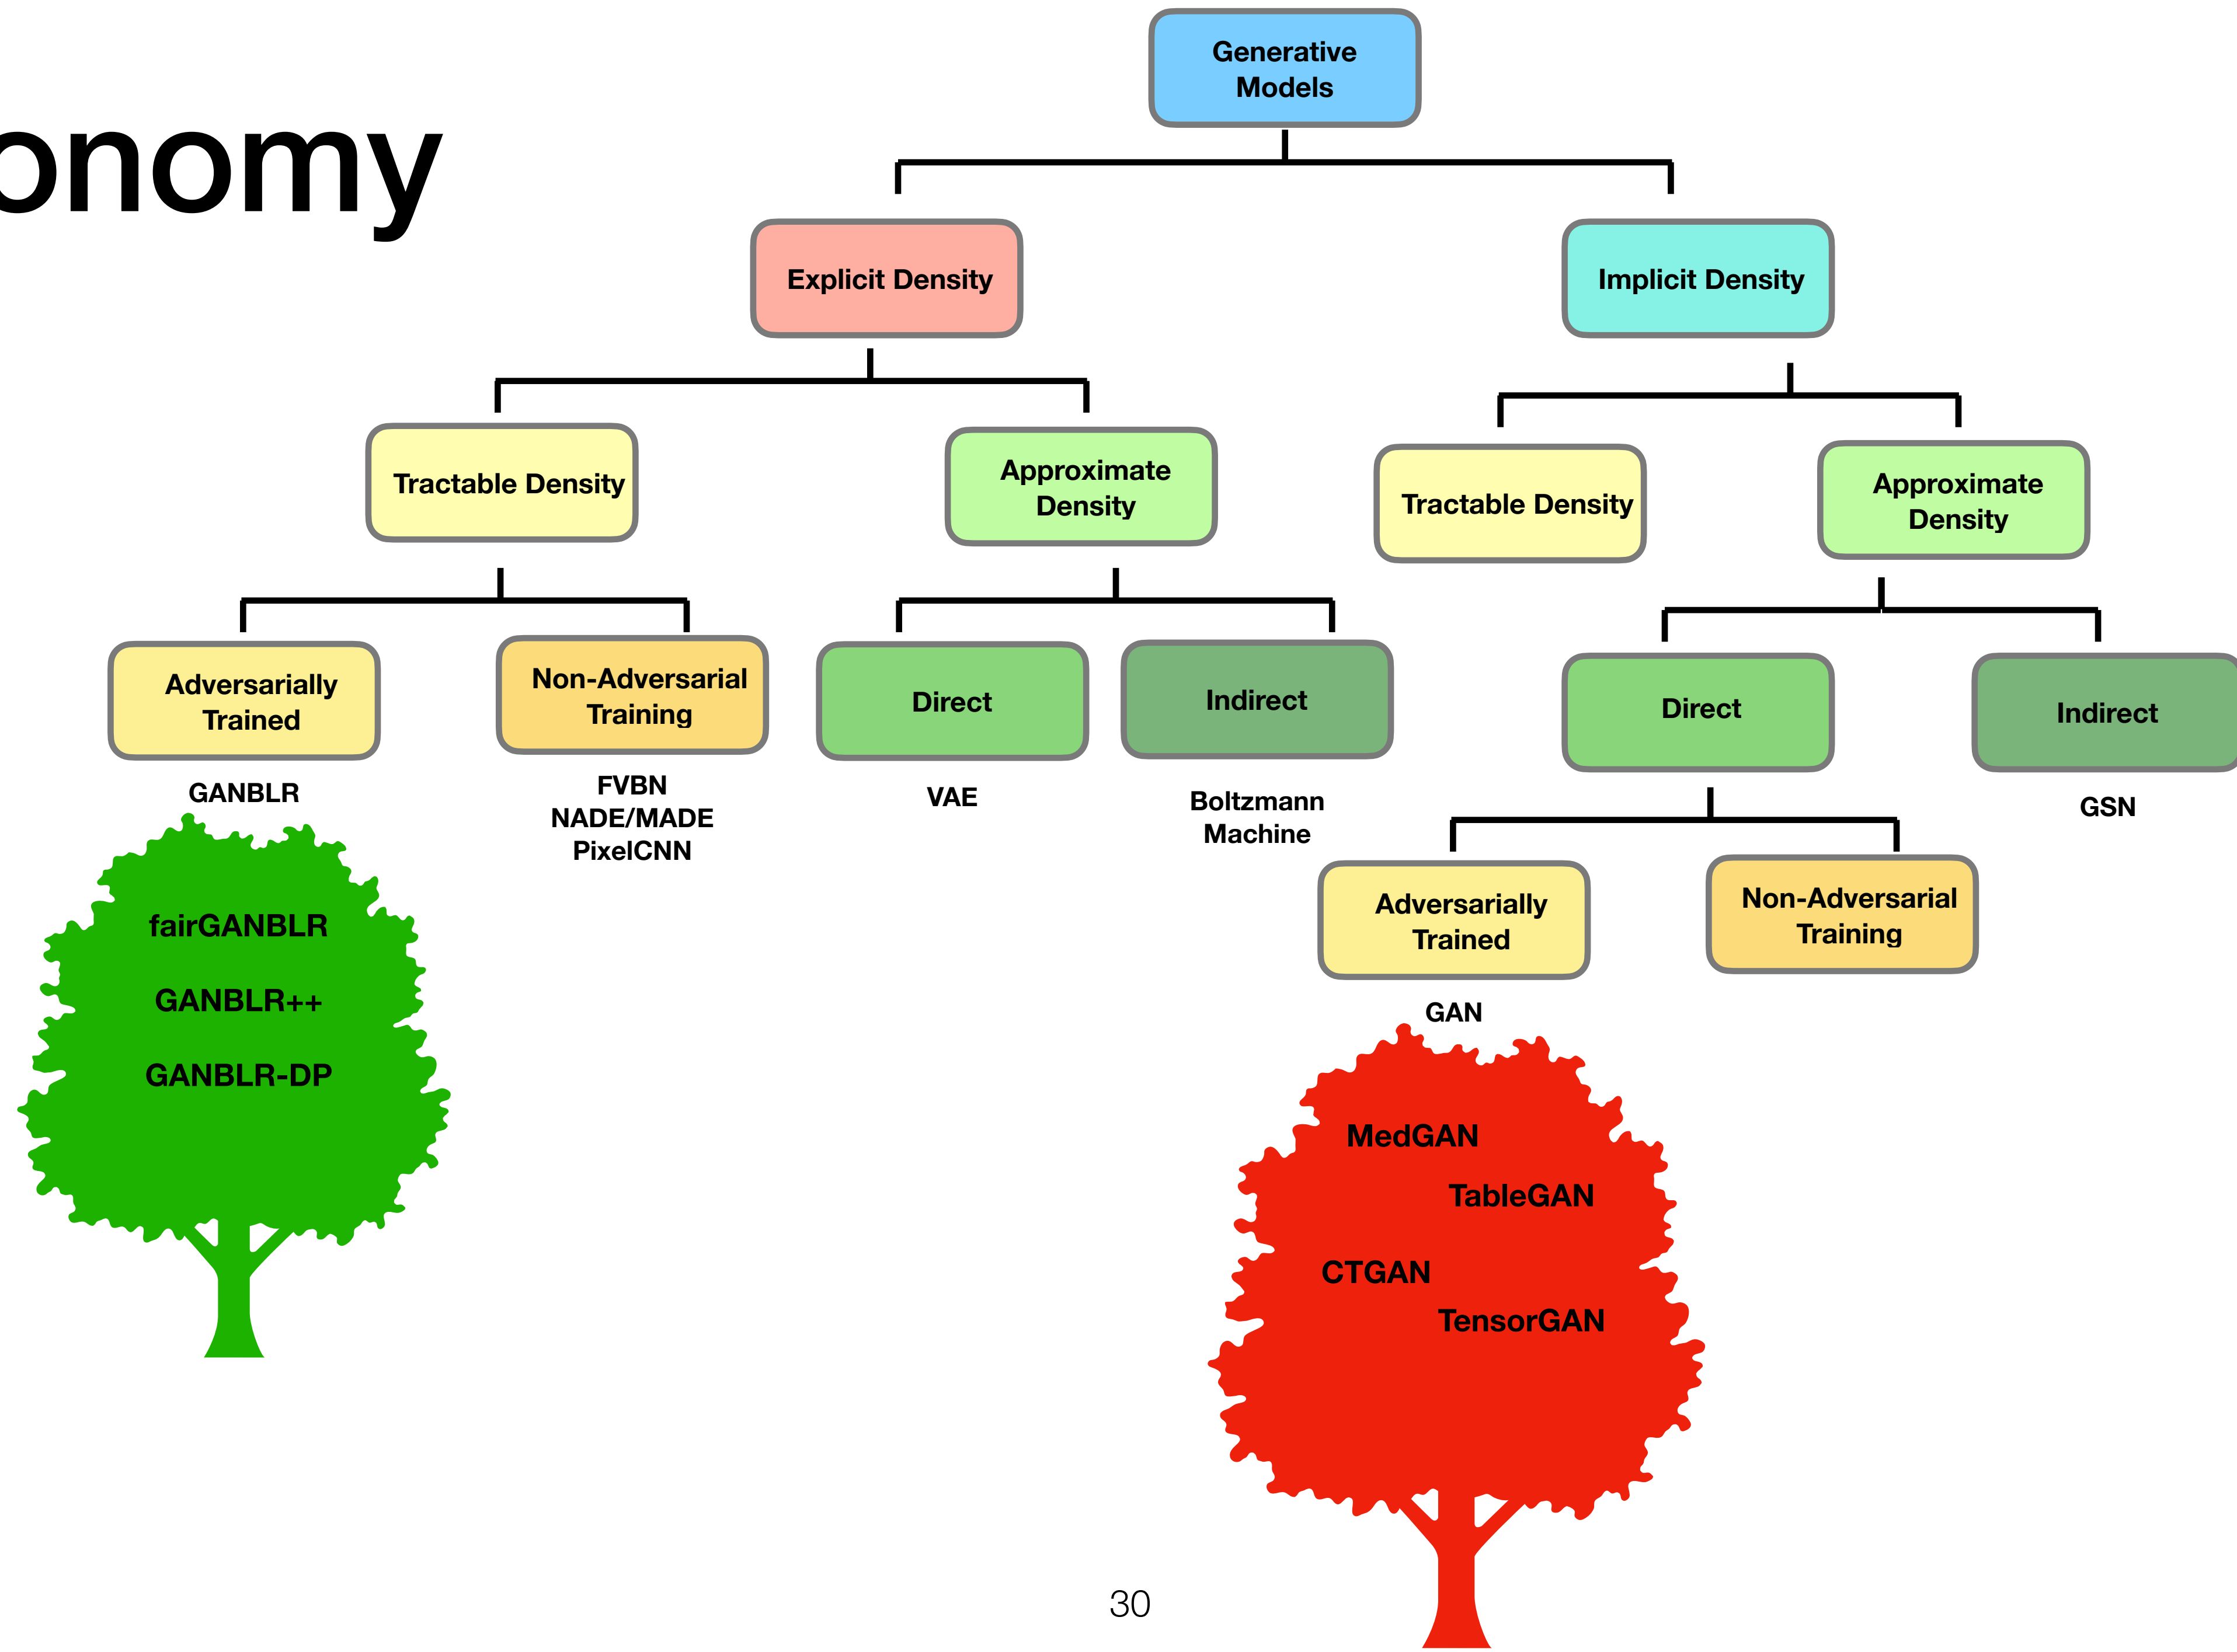 onomy
Generative
Models
Explicit Density
Implicit Density
Tractable Density
Approximate
Density
Tractable Density
Approximate
Density
Adversarially
Trained
Non-Adversarial
Training
Direct
Indirect
Direct
Indirect
GANBLR
FVBN
NADE/MADE
PixelCNN
VAE
Boltzmann
Machine
GSN
Adversarially
Trained
Non-Adversarial
Training
fairGANBLR
GANBLR++
GANBLR-DP
GAN
MedGAN
TableGAN
CTGAN
TensorGAN
30